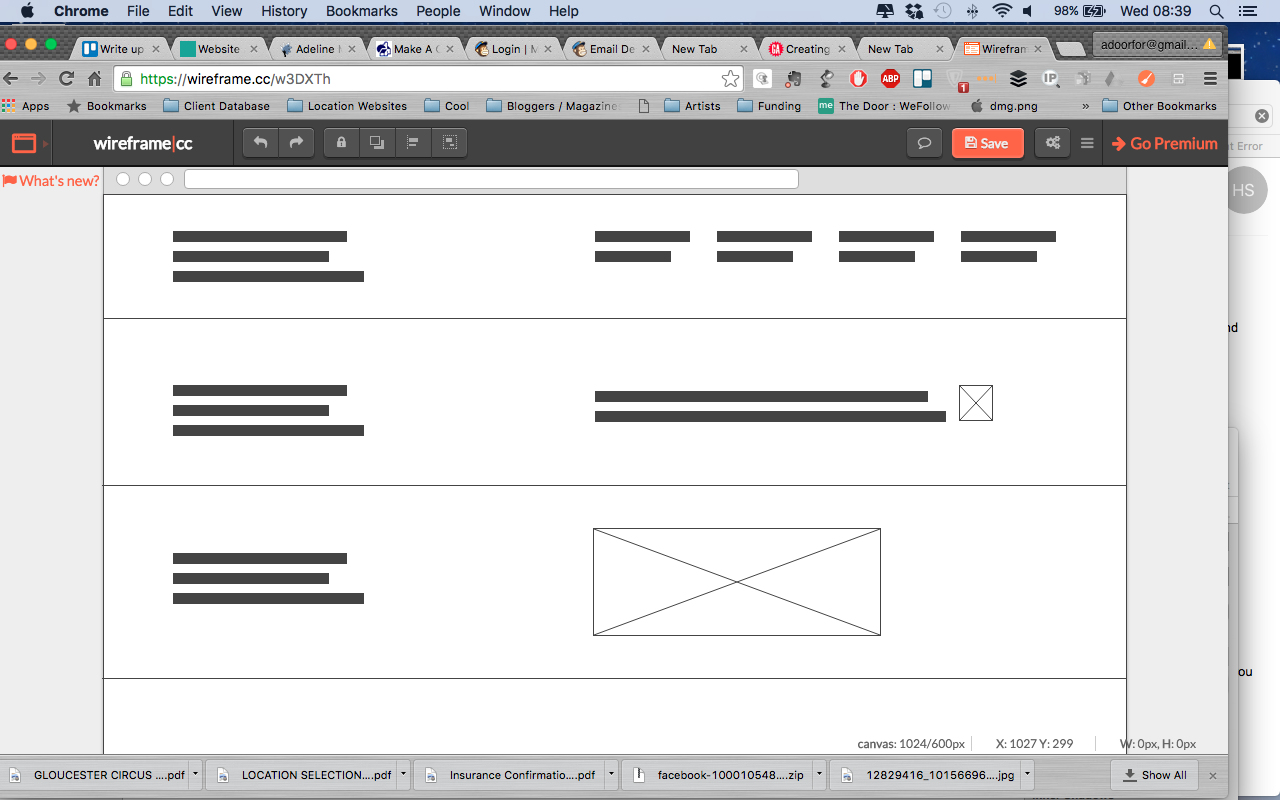 Chrome File Edit View History Bookmarks People Window Help 98% Wed 08:39
Write up Website Adeline Make A Login | Email De New Tab Creating New Tab Wirefram adoorfor@gmail...
https://wireframe.cc/w3DXTh ABP IP 1
Apps Bookmarks Client Database Location Websites Cool Bloggers / Magazine Artists Funding me The Door : WeFollow dmg.png » Other Bookmarks
wireframe|cc Save Go Premium t Error
What's new?
HS
nd
ou
canvas: 1024/600px X: 1027 Y: 299 W: 0px, H: 0px
GLOUCESTER CIRCUS ....pdf LOCATION SELECTION....pdf Insurance Confirmatio....pdf facebook-100010548....zip 12829416_10156696....jpg Show All